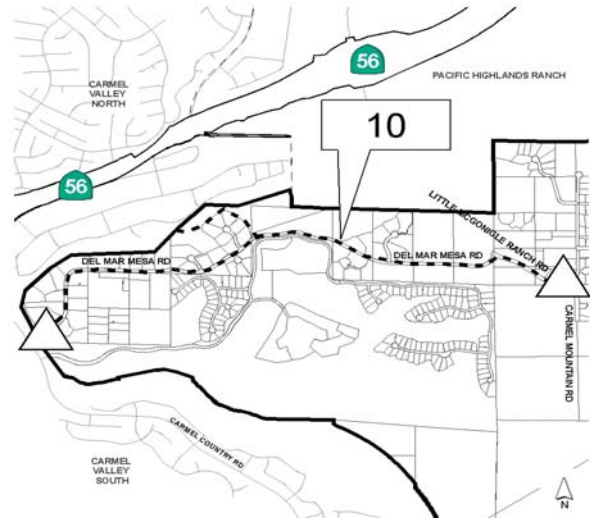 56
CARMEL
VALLEY
NORTH
PACIFIC HIGHLANDS RANCH
10
56
LITTLE MCGONIGLE RANCH RD
DEL MAR MESA RD
DEL MAR MESA RD
CARMEL MOUNTAIN RD
CARMEL COUNTRY RD
CARMEL
VALLEY
SOUTH
N